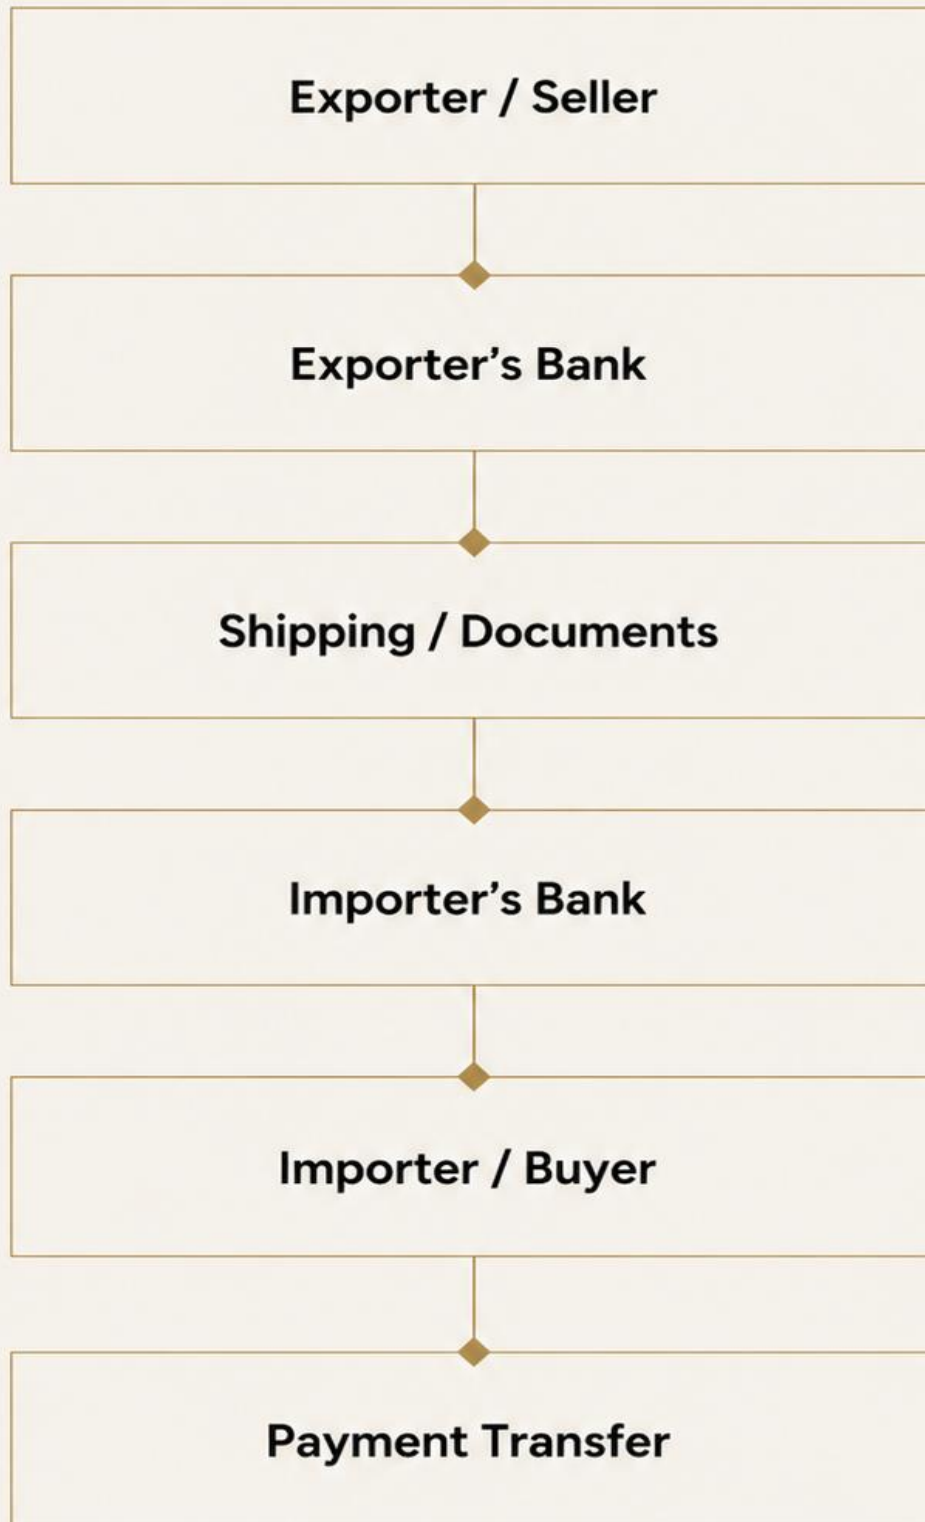 Exporter / Seller
Exporter’s Bank
Shipping / Documents
Importer’s Bank
Importer / Buyer
Payment Transfer